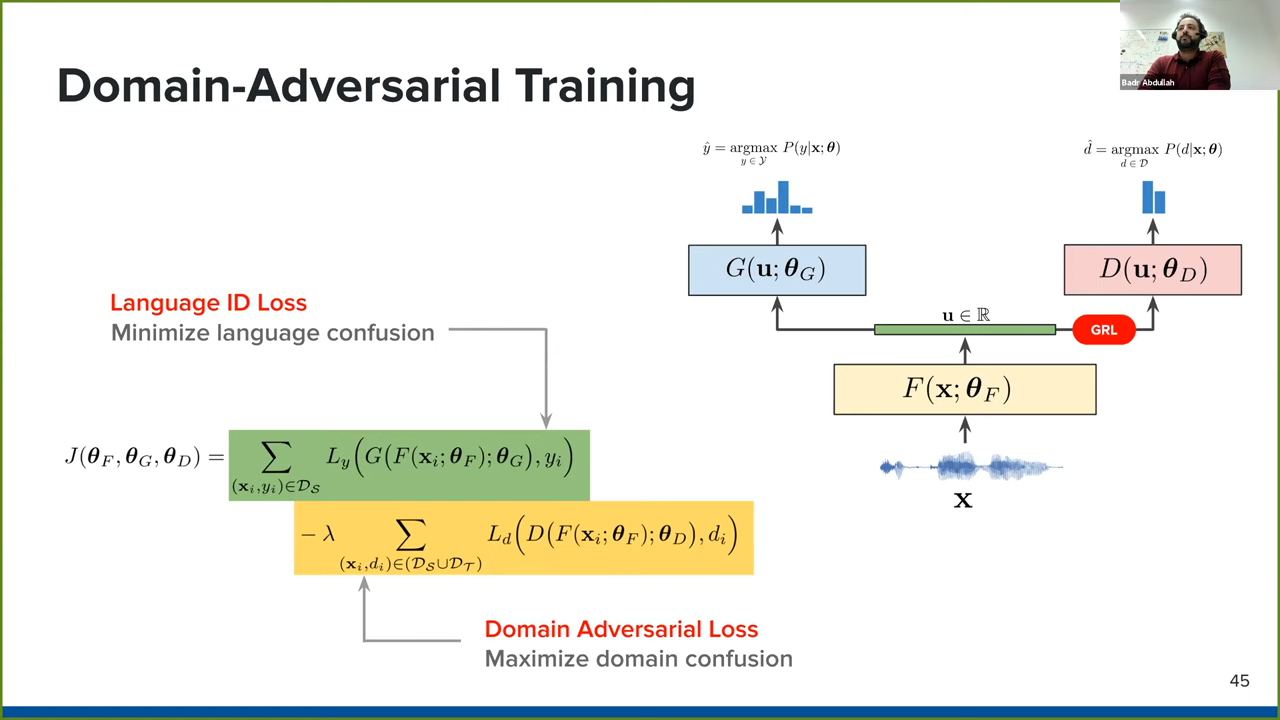 Domain-Adversarial Training
Badr Abdullah
ŷ = argmax P(y|x; θ)
y ∈ 𝒴
d̂ = argmax P(d|x; θ)
d ∈ 𝒟
G(u; θ_G)
D(u; θ_D)
u ∈ ℝ
GRL
F(x; θ_F)
x
Language ID Loss
Minimize language confusion
J(θ_F, θ_G, θ_D) = ∑ L_y(G(F(x_i; θ_F); θ_G), y_i)
(x_i,y_i)∈𝒟_𝒮
− λ ∑ L_d(D(F(x_i; θ_F); θ_D), d_i)
(x_i,d_i)∈(𝒟_𝒮∪𝒟_𝒯)
Domain Adversarial Loss
Maximize domain confusion
45